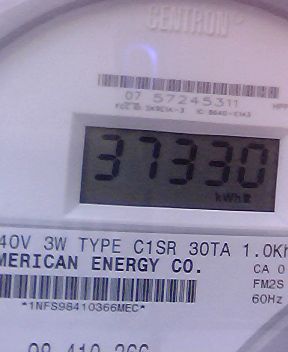 CENTRON
07 57245311
37330
kWh
40V 3W TYPE C1SR 30TA 1.0Kh
MERICAN ENERGY CO.
CA 0
FM2S
60Hz
*1NFS98410366MEC*